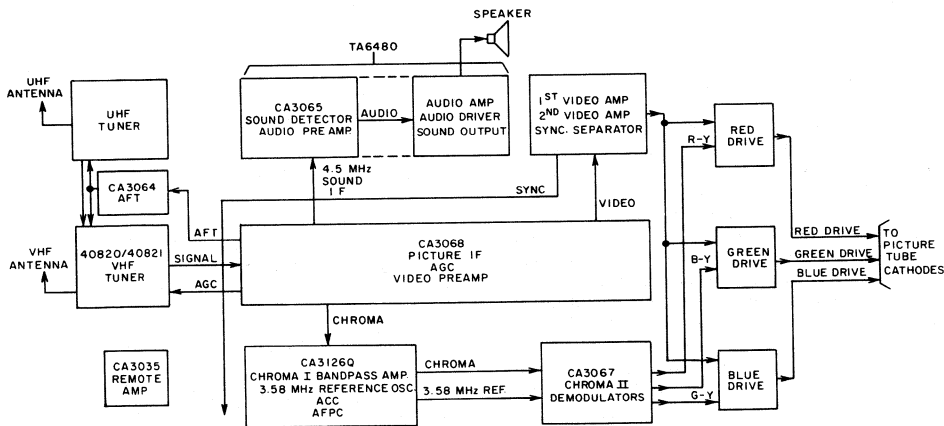 SPEAKER
TA6480
UHF
ANTENNA
UHF
TUNER
CA3065
SOUND DETECTOR
AUDIO PREAMP.
AUDIO
AUDIO AMP
AUDIO DRIVER
SOUND OUTPUT
1ST VIDEO AMP
2ND VIDEO AMP
SYNC. SEPARATOR
RED
DRIVE
R-Y
CA3064
AFT
4.5 MHz
SOUND
IF
SYNC
VIDEO
AFT
VHF
ANTENNA
40820/40821
VHF
TUNER
SIGNAL
AGC
CA3068
PICTURE IF
AGC
VIDEO PREAMP
B-Y
GREEN
DRIVE
RED DRIVE
GREEN DRIVE
BLUE DRIVE
TO
PICTURE
TUBE
CATHODES
CHROMA
CA3035
REMOTE
AMP
CA3126Q
CHROMA I BANDPASS AMP.
3.58 MHz REFERENCE OSC.
ACC
AFPC
CHROMA
3.58 MHz REF.
CA3067
CHROMA II
DEMODULATORS
G-Y
BLUE
DRIVE